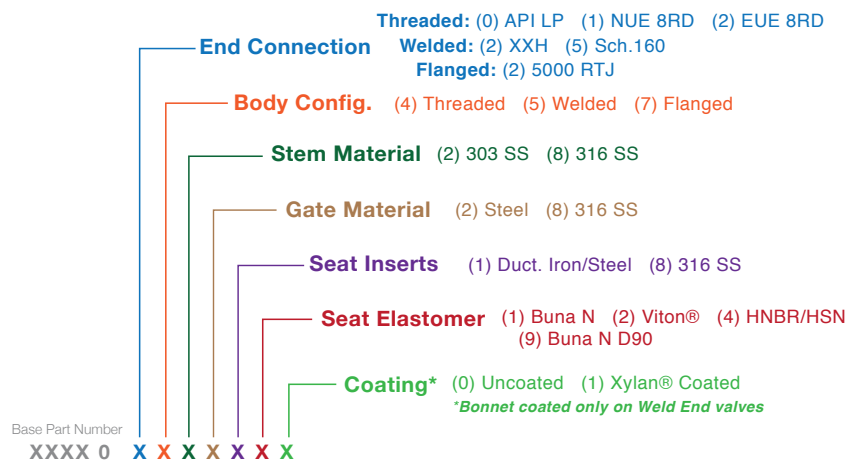 Threaded: (0) API LP (1) NUE 8RD (2) EUE 8RD
End Connection Welded: (2) XXH (5) Sch.160
Flanged: (2) 5000 RTJ
Body Config. (4) Threaded (5) Welded (7) Flanged
Stem Material (2) 303 SS (8) 316 SS
Gate Material (2) Steel (8) 316 SS
Seat Inserts (1) Duct. Iron/Steel (8) 316 SS
Seat Elastomer (1) Buna N (2) Viton® (4) HNBR/HSN
(9) Buna N D90
Coating* (0) Uncoated (1) Xylan® Coated
*Bonnet coated only on Weld End valves
Base Part Number
XXXX 0 X X X X X X X